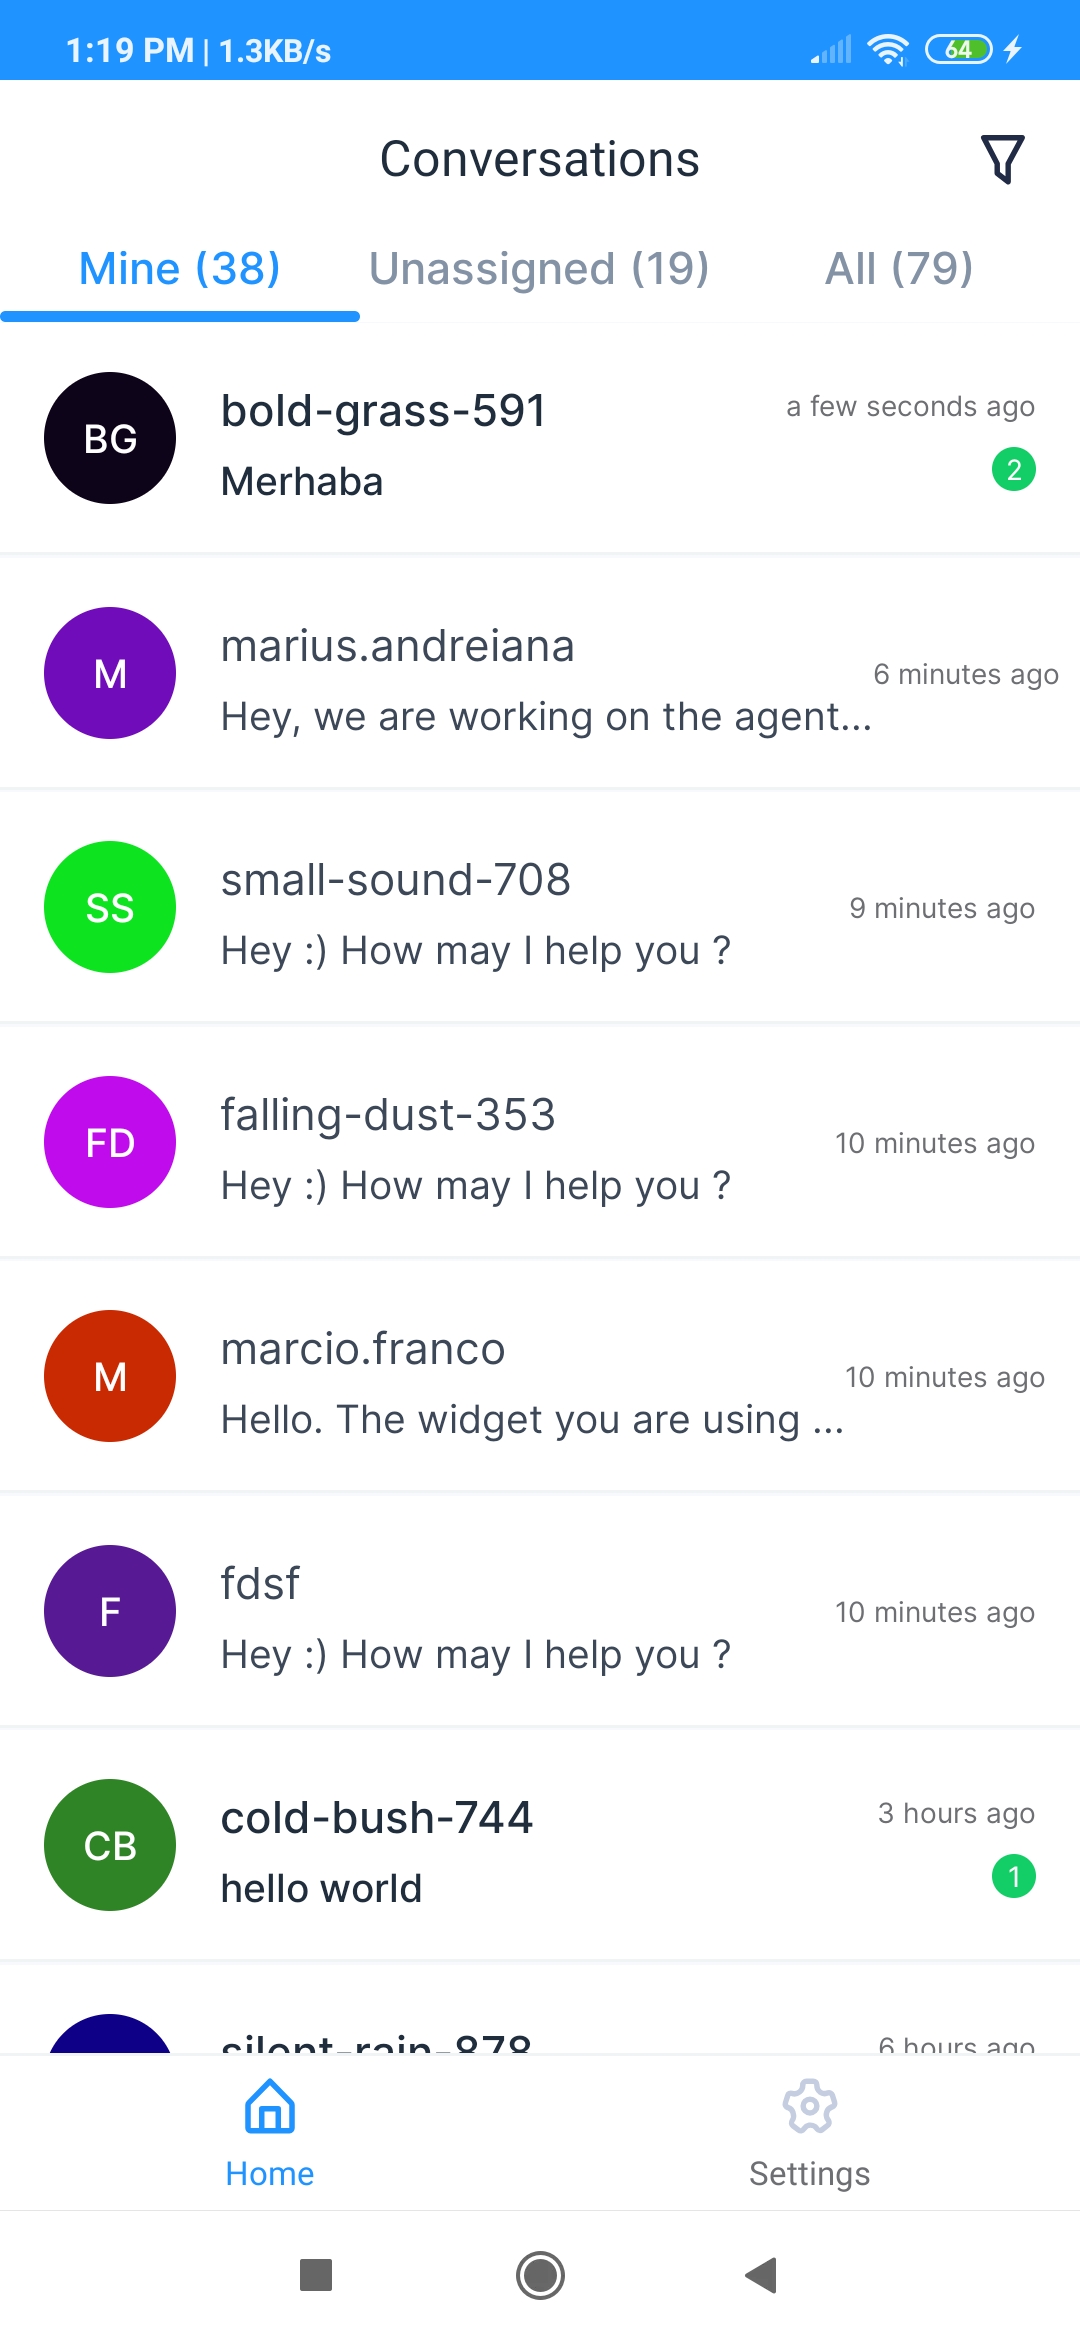 1:19 PM | 1.3KB/s
64
Conversations
Mine (38) Unassigned (19) All (79)
BG
bold-grass-591
a few seconds ago
Merhaba
2
M
marius.andreiana
6 minutes ago
Hey, we are working on the agent...
SS
small-sound-708
9 minutes ago
Hey :) How may I help you ?
FD
falling-dust-353
10 minutes ago
Hey :) How may I help you ?
M
marcio.franco
10 minutes ago
Hello. The widget you are using ...
F
fdsf
10 minutes ago
Hey :) How may I help you ?
CB
cold-bush-744
3 hours ago
hello world
1
silent-rain-878
6 hours ago
Home
Settings